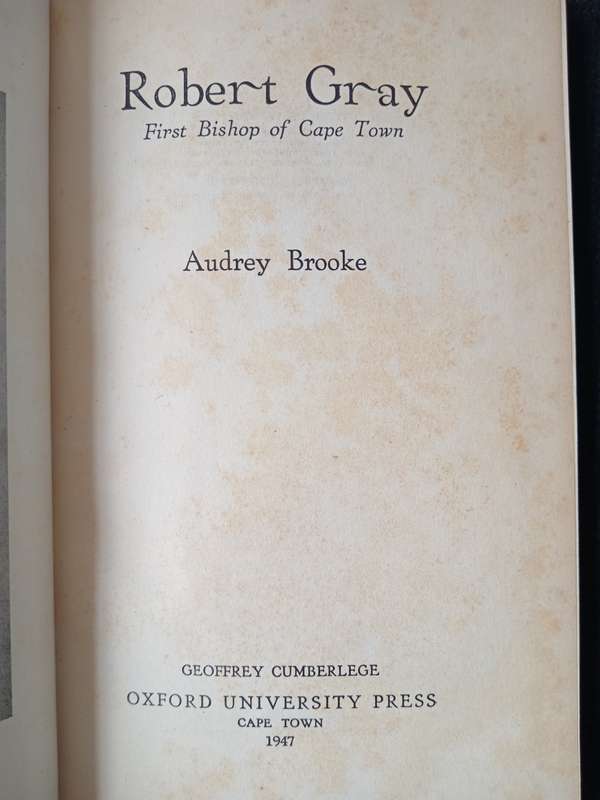 Robert Gray
First Bishop of Cape Town
Audrey Brooke
GEOFFREY CUMBERLEGE
OXFORD UNIVERSITY PRESS
CAPE TOWN
1947